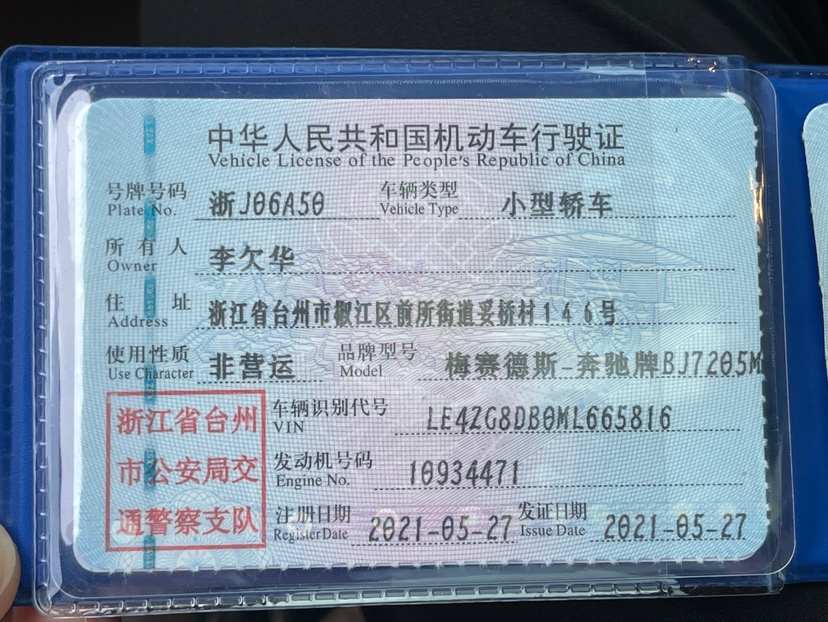 中华人民共和国机动车行驶证
Vehicle License of the People's Republic of China
号牌号码 浙J06A50 车辆类型 小型轿车
Plate No. Vehicle Type
所有人 李欠华
Owner
住址 浙江省台州市椒江区前所街道妥桥村146号
Address
使用性质 非营运 品牌型号 梅赛德斯-奔驰牌BJ7205M
Use Character Model
车辆识别代号 LE4ZG8DB0ML665816
VIN
发动机号码 10934471
Engine No.
注册日期 2021-05-27 发证日期 2021-05-27
Register Date Issue Date
浙江省台州
市公安局交
通警察支队